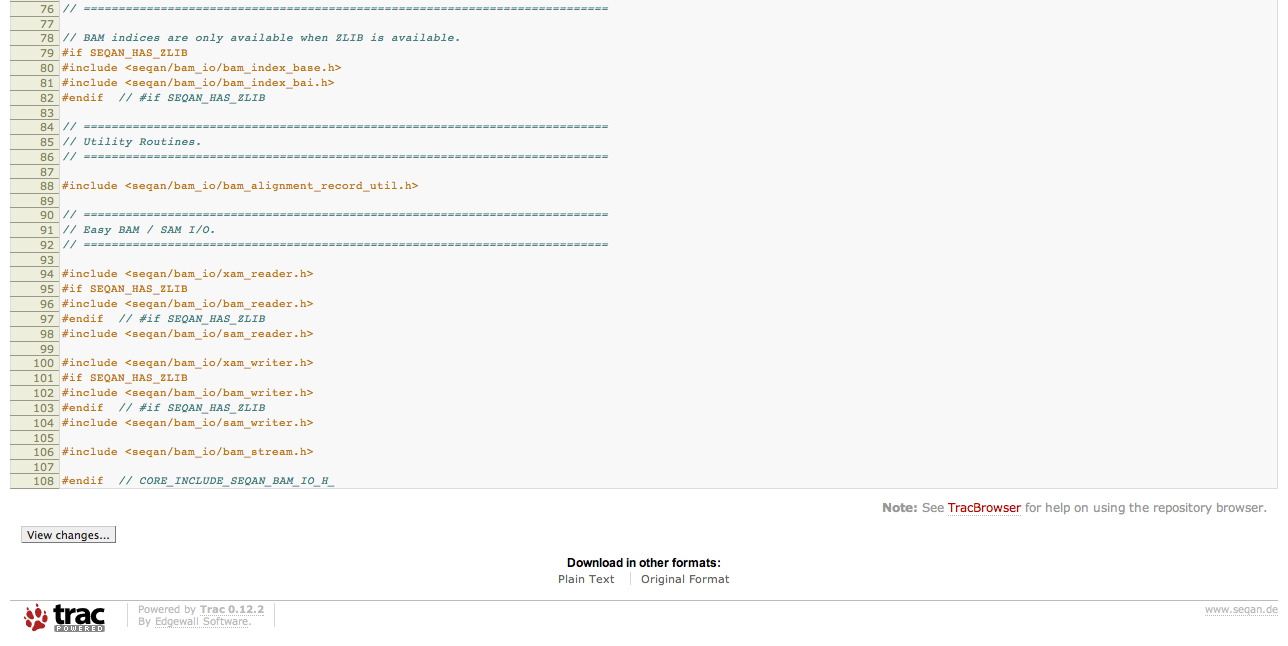 76 // ===========================================================================
77
78 // BAM indices are only available when ZLIB is available.
79 #if SEQAN_HAS_ZLIB
80 #include <seqan/bam_io/bam_index_base.h>
81 #include <seqan/bam_io/bam_index_bai.h>
82 #endif  // #if SEQAN_HAS_ZLIB
83
84 // ===========================================================================
85 // Utility Routines.
86 // ===========================================================================
87
88 #include <seqan/bam_io/bam_alignment_record_util.h>
89
90 // ===========================================================================
91 // Easy BAM / SAM I/O.
92 // ===========================================================================
93
94 #include <seqan/bam_io/xam_reader.h>
95 #if SEQAN_HAS_ZLIB
96 #include <seqan/bam_io/bam_reader.h>
97 #endif  // #if SEQAN_HAS_ZLIB
98 #include <seqan/bam_io/sam_reader.h>
99
100 #include <seqan/bam_io/xam_writer.h>
101 #if SEQAN_HAS_ZLIB
102 #include <seqan/bam_io/bam_writer.h>
103 #endif  // #if SEQAN_HAS_ZLIB
104 #include <seqan/bam_io/sam_writer.h>
105
106 #include <seqan/bam_io/bam_stream.h>
107
108 #endif  // CORE_INCLUDE_SEQAN_BAM_IO_H_
Note: See TracBrowser for help on using the repository browser.
View changes...
Download in other formats:
Plain Text Original Format
trac POWERED
Powered by Trac 0.12.2
By Edgewall Software.
www.seqan.de